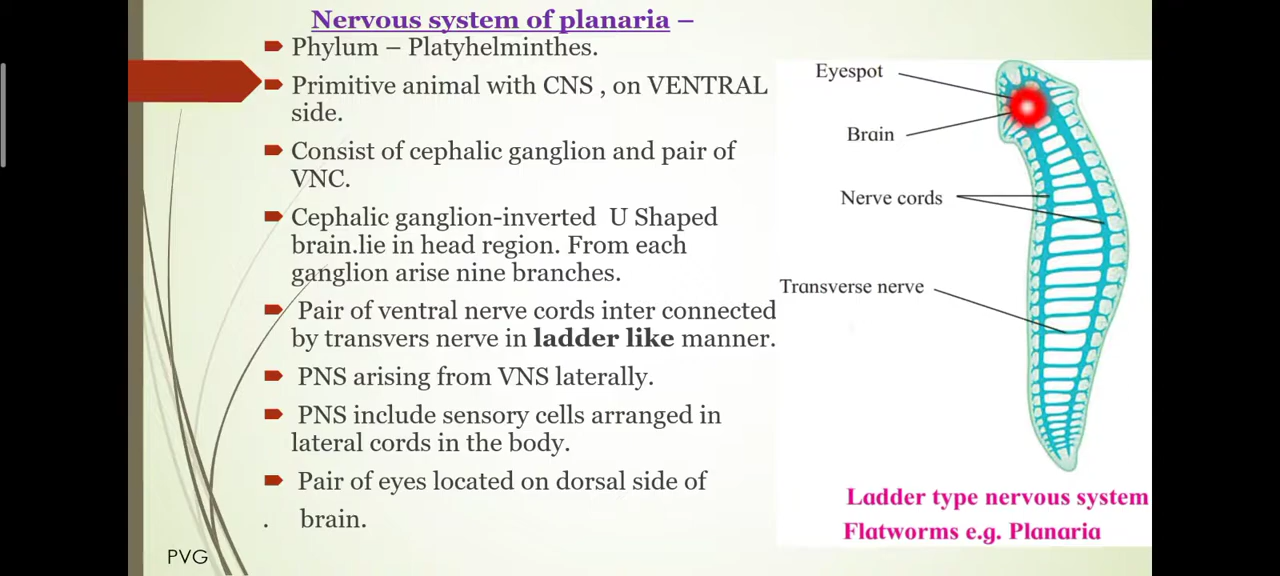 Nervous system of planaria –
Phylum – Platyhelminthes.
Primitive animal with CNS , on VENTRAL
side.
Consist of cephalic ganglion and pair of
VNC.
Cephalic ganglion-inverted U Shaped
brain.lie in head region. From each
ganglion arise nine branches.
Pair of ventral nerve cords inter connected
by transvers nerve in ladder like manner.
PNS arising from VNS laterally.
PNS include sensory cells arranged in
lateral cords in the body.
Pair of eyes located on dorsal side of
. brain.
PVG
Eyespot
Brain
Nerve cords
Transverse nerve
Ladder type nervous system
Flatworms e.g. Planaria